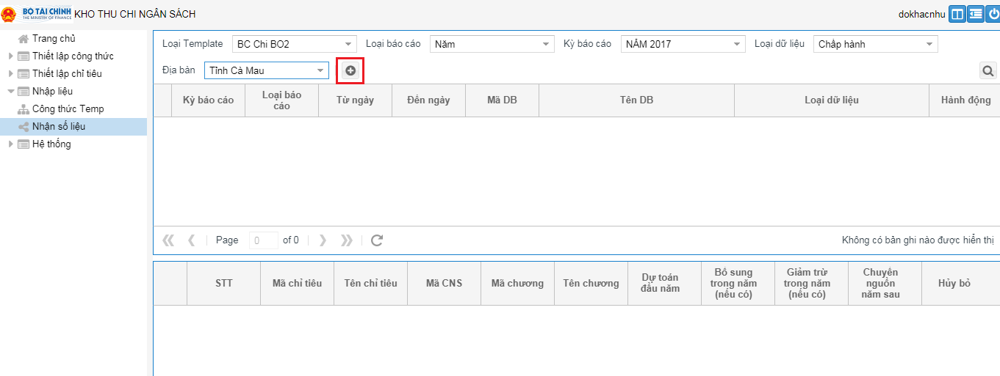 BỘ TÀI CHÍNH
THE MINISTRY OF FINANCE
KHO THU CHI NGÂN SÁCH
dokhacnhu
Trang chủ
Thiết lập công thức
Thiết lập chỉ tiêu
Nhập liệu
Công thức Temp
Nhận số liệu
Hệ thống
Loại Template BC Chi BO2 Loại báo cáo Năm Kỳ báo cáo NĂM 2017 Loại dữ liệu Chấp hành
Địa bàn Tỉnh Cà Mau
Kỳ báo cáo
Loại báo
cáo
Từ ngày
Đến ngày
Mã DB
Tên DB
Loại dữ liệu
Hành động
Page 0 of 0
Không có bản ghi nào được hiển thị
STT
Mã chỉ tiêu
Tên chỉ tiêu
Mã CNS
Mã chương
Tên chương
Dự toán
đầu năm
Bổ sung
trong năm
(nếu có)
Giảm trừ
trong năm
(nếu có)
Chuyển
nguồn
năm sau
Hủy bỏ